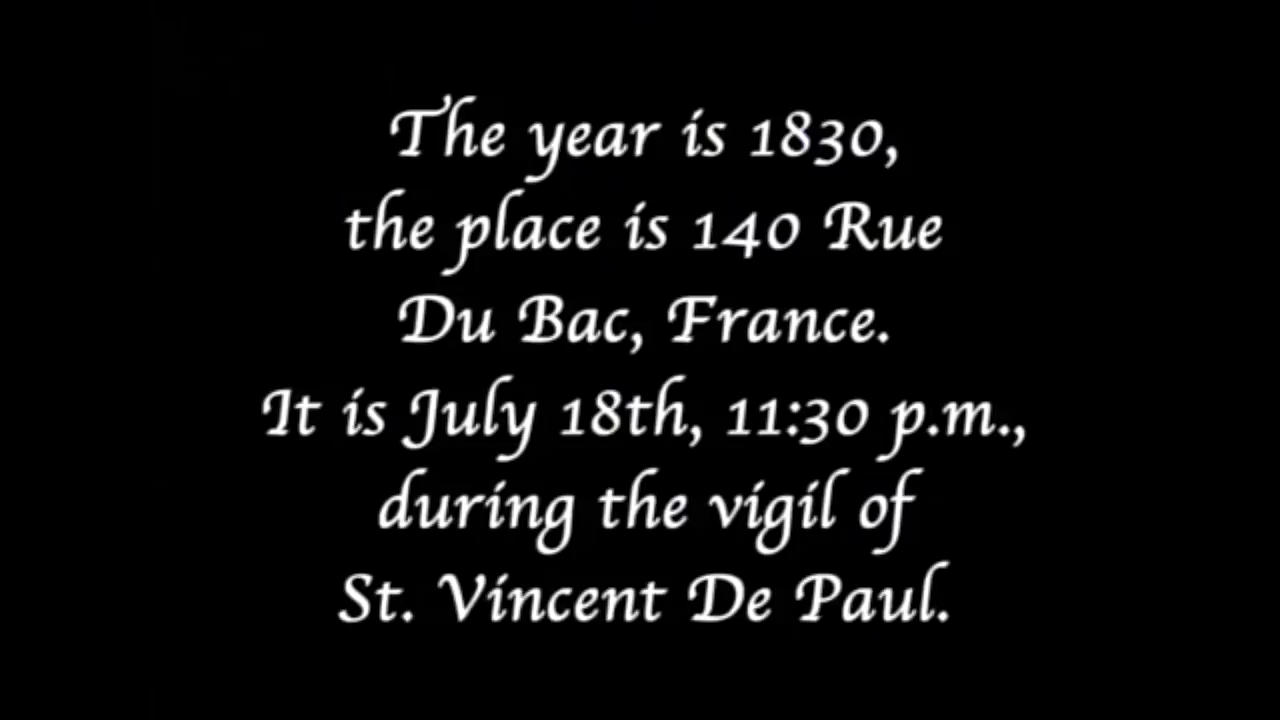 The year is 1830,
the place is 140 Rue
Du Bac, France.
It is July 18th, 11:30 p.m.,
during the vigil of
St. Vincent De Paul.